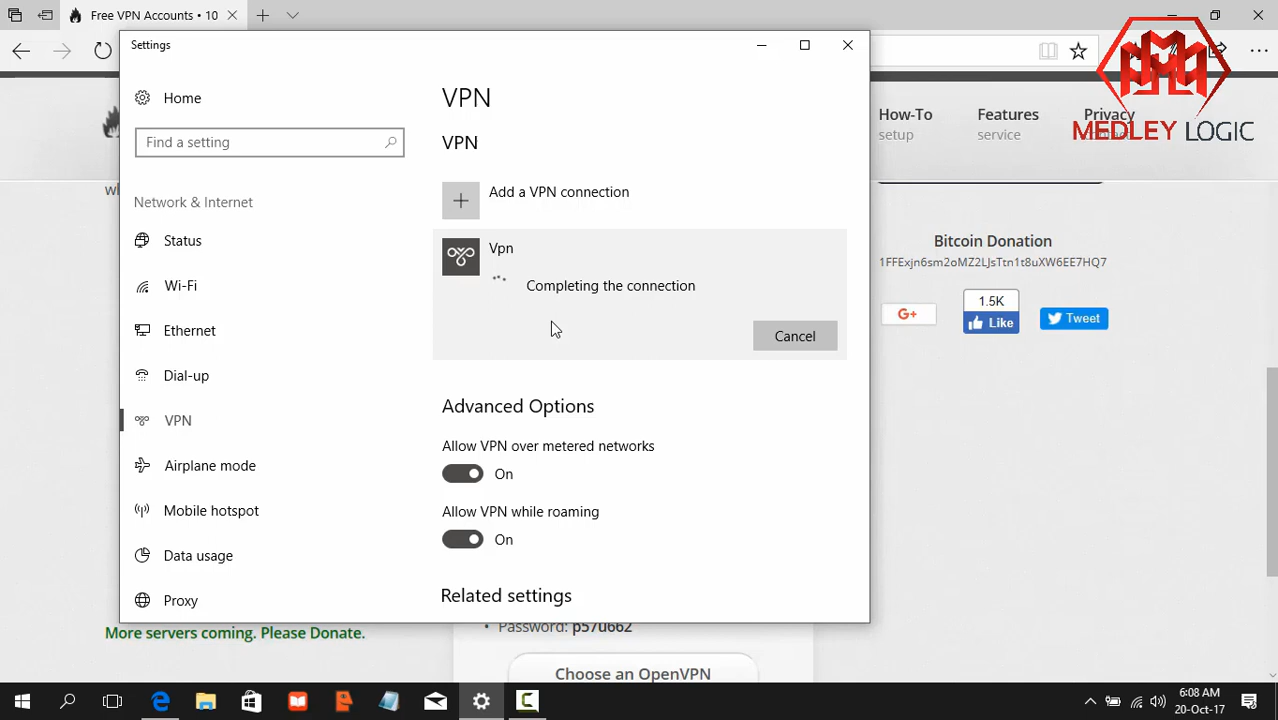 Free VPN Accounts • 10
Settings
Home
Find a setting
Network & Internet
Status
Wi-Fi
Ethernet
Dial-up
VPN
Airplane mode
Mobile hotspot
Data usage
Proxy
VPN
VPN
Add a VPN connection
Vpn
Completing the connection
Cancel
Advanced Options
Allow VPN over metered networks
On
Allow VPN while roaming
On
Related settings
How-To
setup
Features
service
Privacy
MEDLEY LOGIC
Bitcoin Donation
1FFExjn6sm2oMZ2LJsTtn1t8uXW6EE7HQ7
G+
1.5K
Like
Tweet
More servers coming. Please Donate.
• Password: p57u662
Choose an OpenVPN
6:08 AM
20-Oct-17